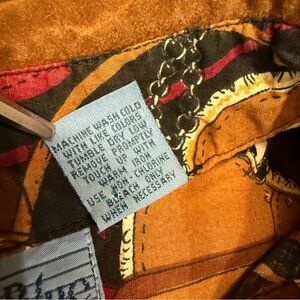 MACHINE WASH COLD
WITH LIKE COLORS
TUMBLE DRY LOW
REMOVE PROMPTLY
TOUCH UP WITH
WARM IRON
USE NON-CHLORINE
BLEACH ONLY
WHEN NECESSARY